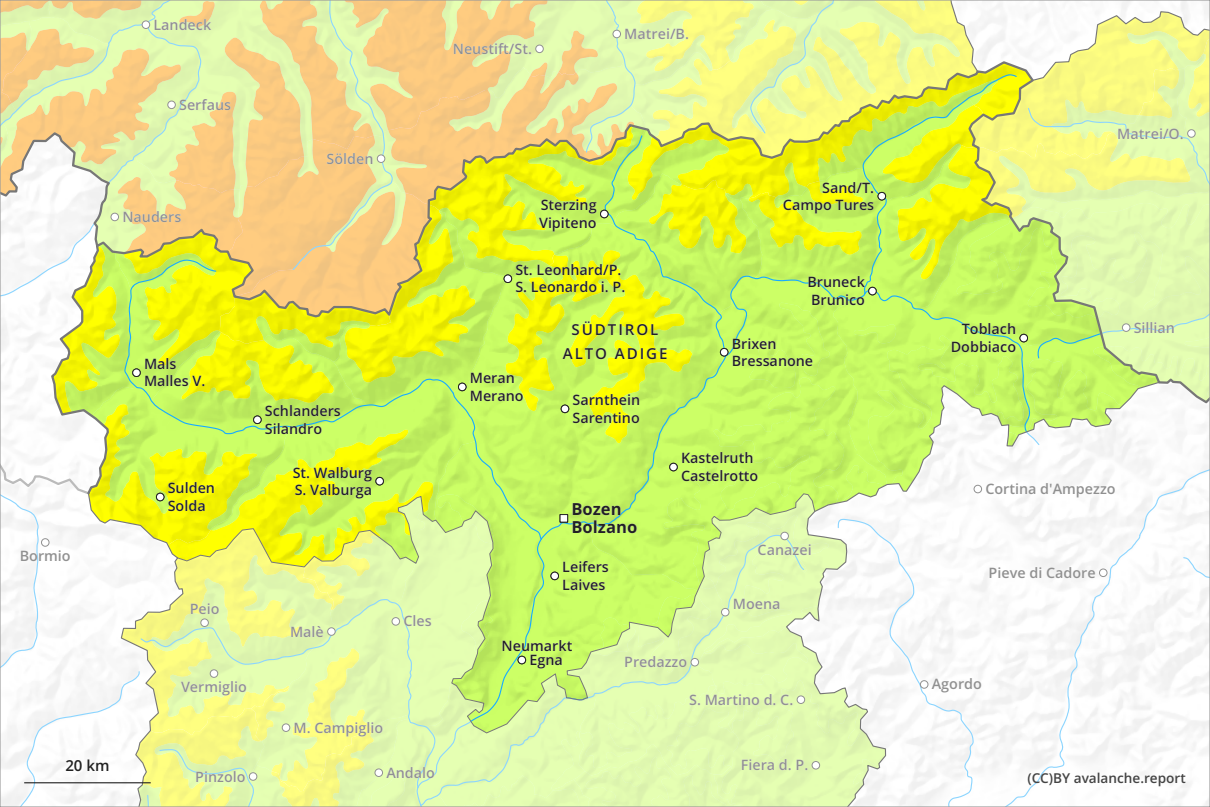 Landeck
Matrei/B.
Neustift/St.
Serfaus
Matrei/O.
Sölden
Sand/T.
Campo Tures
Nauders
Sterzing
Vipiteno
St. Leonhard/P.
S. Leonardo i. P.
Bruneck
Brunico
SÜDTIROL
ALTO ADIGE
Toblach
Dobbiaco
Sillian
Brixen
Bressanone
Mals
Malles V.
Meran
Merano
Sarnthein
Sarentino
Schlanders
Silandro
Kastelruth
Castelrotto
St. Walburg
S. Valburga
Sulden
Solda
Cortina d'Ampezzo
Bozen
Bolzano
Bormio
Canazei
Leifers
Laives
Pieve di Cadore
Peio
Moena
Cles
Malè
Neumarkt
Egna
Predazzo
Vermiglio
Agordo
S. Martino d. C.
M. Campiglio
20 km
Pinzolo
Andalo
Fiera d. P.
(CC)BY avalanche.report